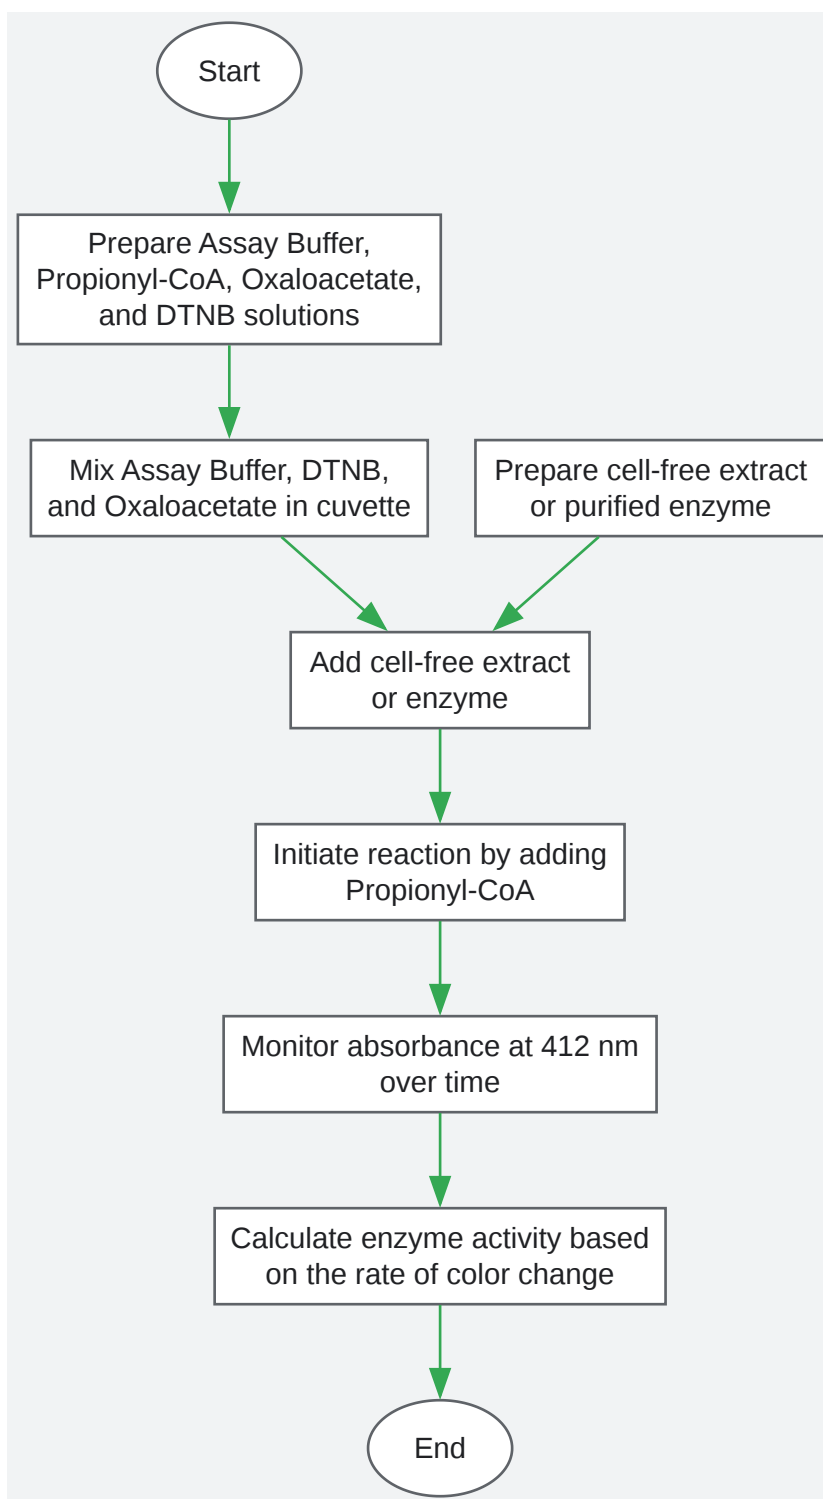 Start
Prepare Assay Buffer,
Propionyl-CoA, Oxaloacetate,
and DTNB solutions
Mix Assay Buffer, DTNB,
and Oxaloacetate in cuvette
Prepare cell-free extract
or purified enzyme
Add cell-free extract
or enzyme
Initiate reaction by adding
Propionyl-CoA
Monitor absorbance at 412 nm
over time
Calculate enzyme activity based
on the rate of color change
End